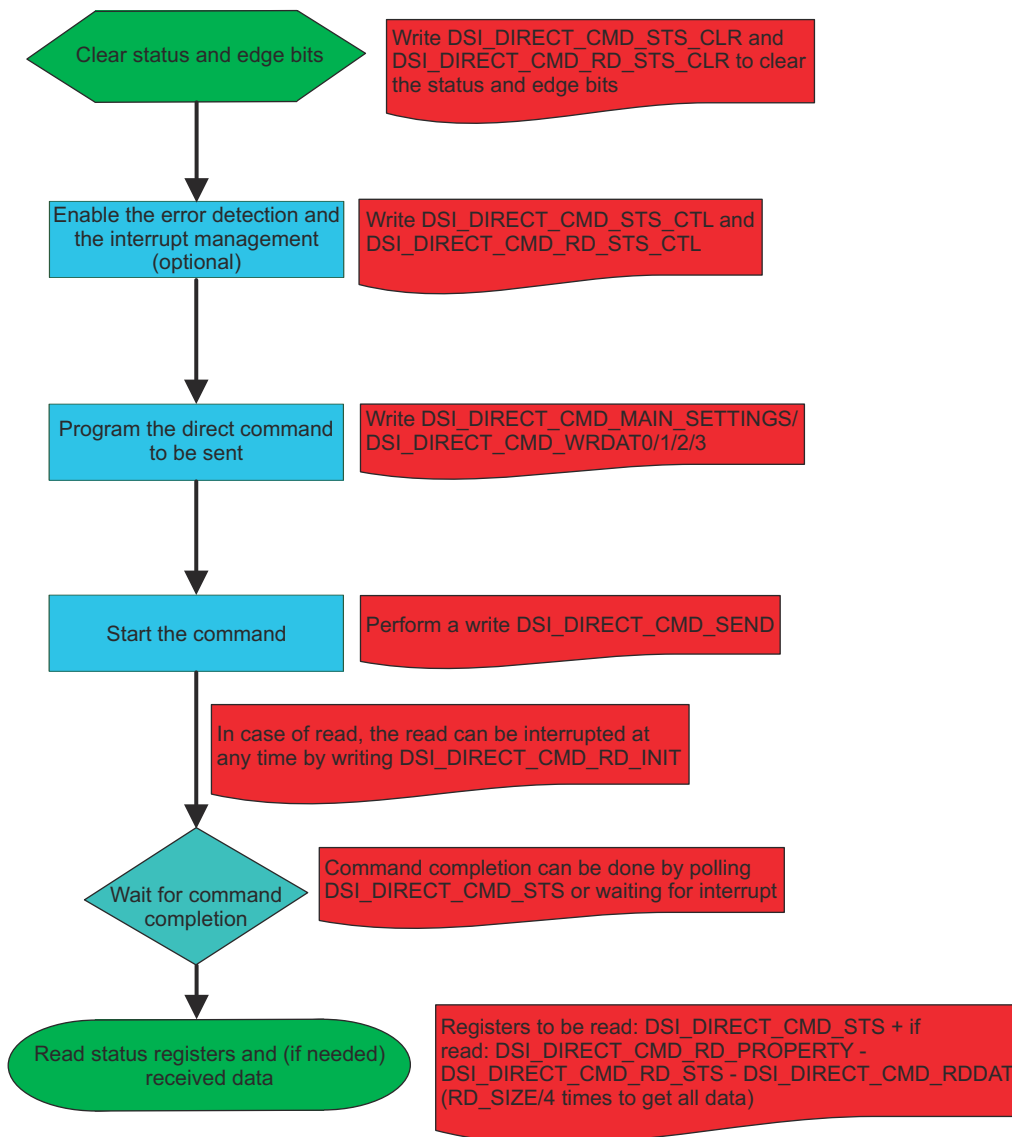 Clear status and edge bits
Write DSI_DIRECT_CMD_STS_CLR and
DSI_DIRECT_CMD_RD_STS_CLR to clear
the status and edge bits
Enable the error detection and
the interrupt management
(optional)
Write DSI_DIRECT_CMD_STS_CTL and
DSI_DIRECT_CMD_RD_STS_CTL
Program the direct command
to be sent
Write DSI_DIRECT_CMD_MAIN_SETTINGS/
DSI_DIRECT_CMD_WRDAT0/1/2/3
Start the command
Perform a write DSI_DIRECT_CMD_SEND
In case of read, the read can be interrupted at
any time by writing DSI_DIRECT_CMD_RD_INIT
Wait for command
completion
Command completion can be done by polling
DSI_DIRECT_CMD_STS or waiting for interrupt
Read status registers and (if needed)
received data
Registers to be read: DSI_DIRECT_CMD_STS + if
read: DSI_DIRECT_CMD_RD_PROPERTY -
DSI_DIRECT_CMD_RD_STS - DSI_DIRECT_CMD_RDDAT
(RD_SIZE/4 times to get all data)